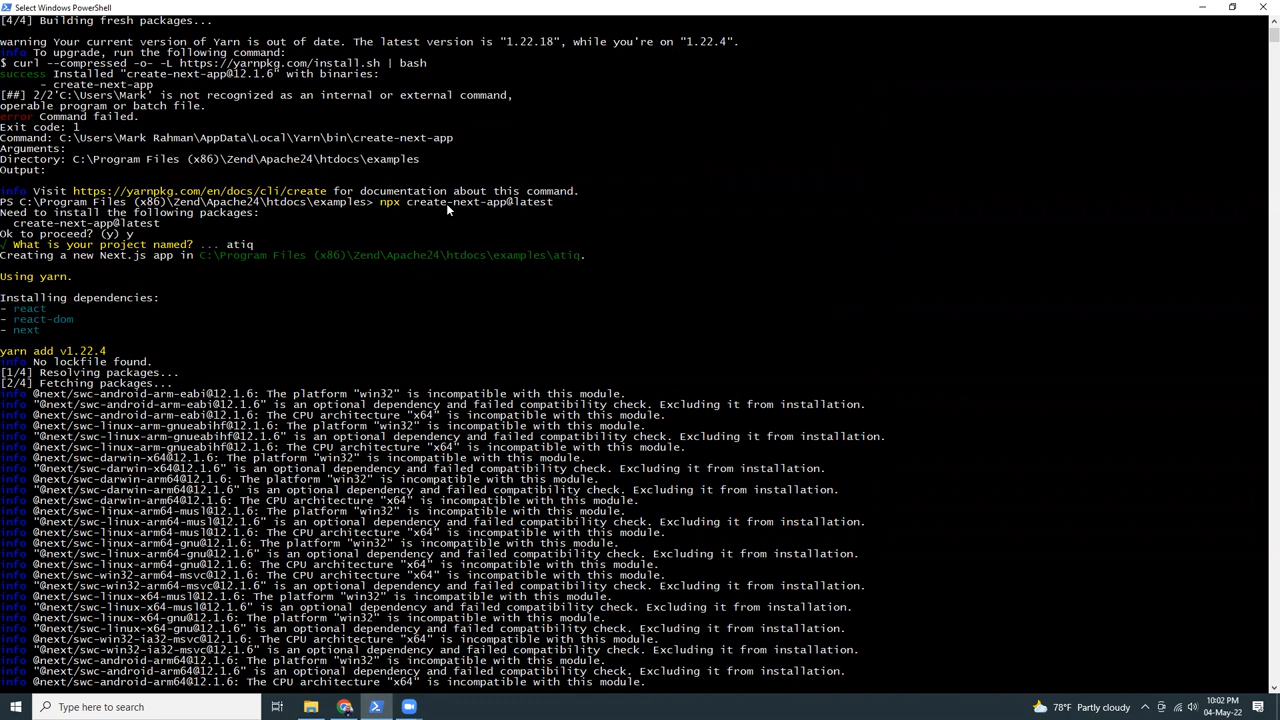 Select Windows PowerShell
[4/4] Building fresh packages...
warning Your current version of Yarn is out of date. The latest version is "1.22.18", while you're on "1.22.4".
info To upgrade, run the following command:
$ curl --compressed -o- -L https://yarnpkg.com/install.sh | bash
success Installed "create-next-app@12.1.6" with binaries:
- create-next-app
[##] 2/2'C:\Users\Mark' is not recognized as an internal or external command,
operable program or batch file.
error Command failed.
Exit code: 1
Command: C:\Users\Mark Rahman\AppData\Local\Yarn\bin\create-next-app
Arguments:
Directory: C:\Program Files (x86)\Zend\Apache24\htdocs\examples
Output:
info Visit https://yarnpkg.com/en/docs/cli/create for documentation about this command.
PS C:\Program Files (x86)\Zend\Apache24\htdocs\examples> npx create-next-app@latest
Need to install the following packages:
create-next-app@latest
Ok to proceed? (y) y
√ What is your project named? ... atiq
Creating a new Next.js app in C:\Program Files (x86)\Zend\Apache24\htdocs\examples\atiq.
Using yarn.
Installing dependencies:
- react
- react-dom
- next
yarn add v1.22.4
info No lockfile found.
[1/4] Resolving packages...
[2/4] Fetching packages...
info @next/swc-android-arm-eabi@12.1.6: The platform "win32" is incompatible with this module.
info "@next/swc-android-arm-eabi@12.1.6" is an optional dependency and failed compatibility check. Excluding it from installation.
info @next/swc-android-arm-eabi@12.1.6: The CPU architecture "x64" is incompatible with this module.
info @next/swc-linux-arm-gnueabihf@12.1.6: The platform "win32" is incompatible with this module.
info "@next/swc-linux-arm-gnueabihf@12.1.6" is an optional dependency and failed compatibility check. Excluding it from installation.
info @next/swc-linux-arm-gnueabihf@12.1.6: The CPU architecture "x64" is incompatible with this module.
info @next/swc-darwin-x64@12.1.6: The platform "win32" is incompatible with this module.
info "@next/swc-darwin-x64@12.1.6" is an optional dependency and failed compatibility check. Excluding it from installation.
info @next/swc-darwin-arm64@12.1.6: The platform "win32" is incompatible with this module.
info "@next/swc-darwin-arm64@12.1.6" is an optional dependency and failed compatibility check. Excluding it from installation.
info @next/swc-darwin-arm64@12.1.6: The CPU architecture "x64" is incompatible with this module.
info @next/swc-linux-arm64-musl@12.1.6: The platform "win32" is incompatible with this module.
info "@next/swc-linux-arm64-musl@12.1.6" is an optional dependency and failed compatibility check. Excluding it from installation.
info @next/swc-linux-arm64-musl@12.1.6: The CPU architecture "x64" is incompatible with this module.
info @next/swc-linux-arm64-gnu@12.1.6: The platform "win32" is incompatible with this module.
info "@next/swc-linux-arm64-gnu@12.1.6" is an optional dependency and failed compatibility check. Excluding it from installation.
info @next/swc-linux-arm64-gnu@12.1.6: The CPU architecture "x64" is incompatible with this module.
info @next/swc-win32-arm64-msvc@12.1.6: The CPU architecture "x64" is incompatible with this module.
info "@next/swc-win32-arm64-msvc@12.1.6" is an optional dependency and failed compatibility check. Excluding it from installation.
info @next/swc-linux-x64-musl@12.1.6: The platform "win32" is incompatible with this module.
info "@next/swc-linux-x64-musl@12.1.6" is an optional dependency and failed compatibility check. Excluding it from installation.
info @next/swc-linux-x64-gnu@12.1.6: The platform "win32" is incompatible with this module.
info "@next/swc-linux-x64-gnu@12.1.6" is an optional dependency and failed compatibility check. Excluding it from installation.
info @next/swc-win32-ia32-msvc@12.1.6: The CPU architecture "x64" is incompatible with this module.
info "@next/swc-win32-ia32-msvc@12.1.6" is an optional dependency and failed compatibility check. Excluding it from installation.
info @next/swc-android-arm64@12.1.6: The platform "win32" is incompatible with this module.
info "@next/swc-android-arm64@12.1.6" is an optional dependency and failed compatibility check. Excluding it from installation.
info @next/swc-android-arm64@12.1.6: The CPU architecture "x64" is incompatible with this module.
Type here to search
78°F Partly cloudy
10:02 PM
04-May-22